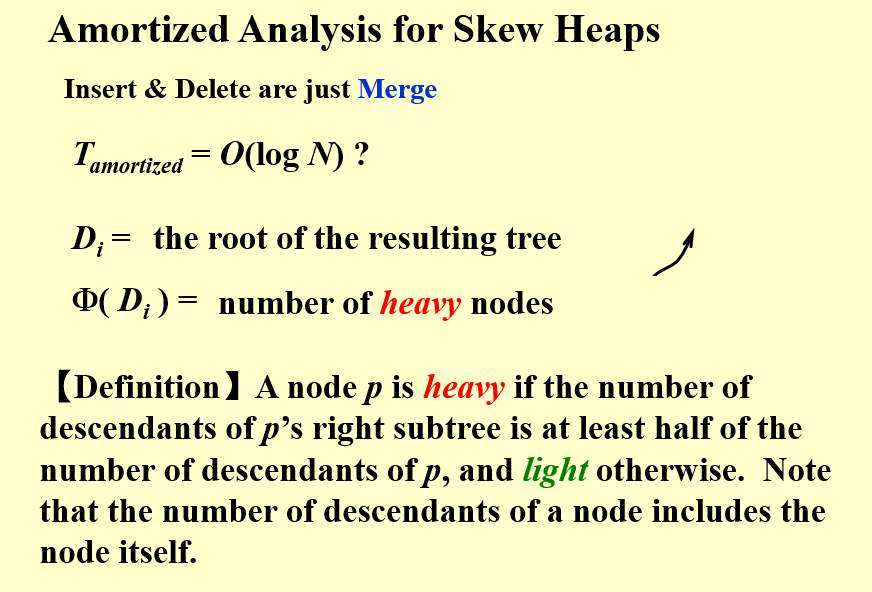 Amortized Analysis for Skew Heaps
Insert & Delete are just Merge
T_amortized = O(log N) ?
D_i = the root of the resulting tree
Φ( D_i ) = number of heavy nodes
【Definition】A node p is heavy if the number of
descendants of p’s right subtree is at least half of the
number of descendants of p, and light otherwise. Note
that the number of descendants of a node includes the
node itself.